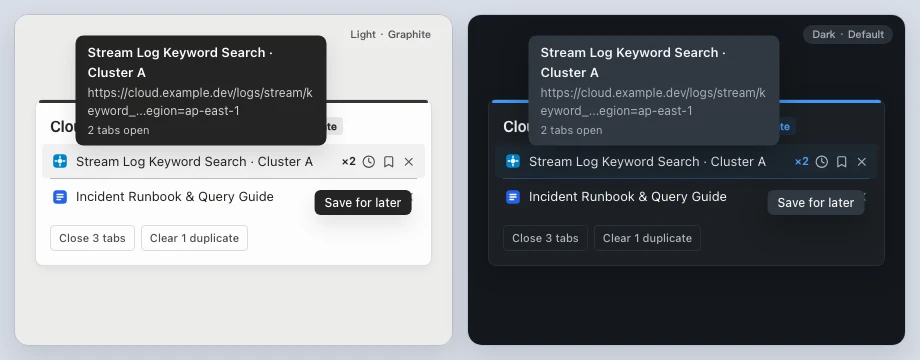 Light · Graphite
Stream Log Keyword Search ·
Cluster A
https://cloud.example.dev/logs/stream/k
eyword_...egion=ap-east-1
2 tabs open
Stream Log Keyword Search · Cluster A ×2
Incident Runbook & Query Guide
Save for later
Close 3 tabs Clear 1 duplicate
Dark · Default
Stream Log Keyword Search ·
Cluster A
https://cloud.example.dev/logs/stream/k
eyword_...egion=ap-east-1
2 tabs open
Stream Log Keyword Search · Cluster A ×2
Incident Runbook & Query Guide
Save for later
Close 3 tabs Clear 1 duplicate